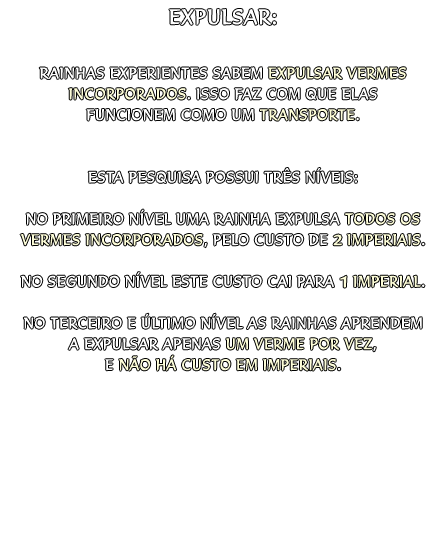 EXPULSAR:
RAINHAS EXPERIENTES SABEM EXPULSAR VERMES
INCORPORADOS. ISSO FAZ COM QUE ELAS
FUNCIONEM COMO UM TRANSPORTE.
ESTA PESQUISA POSSUI TRÊS NÍVEIS:
NO PRIMEIRO NÍVEL UMA RAINHA EXPULSA TODOS OS
VERMES INCORPORADOS, PELO CUSTO DE 2 IMPERIAIS.
NO SEGUNDO NÍVEL ESTE CUSTO CAI PARA 1 IMPERIAL.
NO TERCEIRO E ÚLTIMO NÍVEL AS RAINHAS APRENDEM
A EXPULSAR APENAS UM VERME POR VEZ,
E NÃO HÁ CUSTO EM IMPERIAIS.